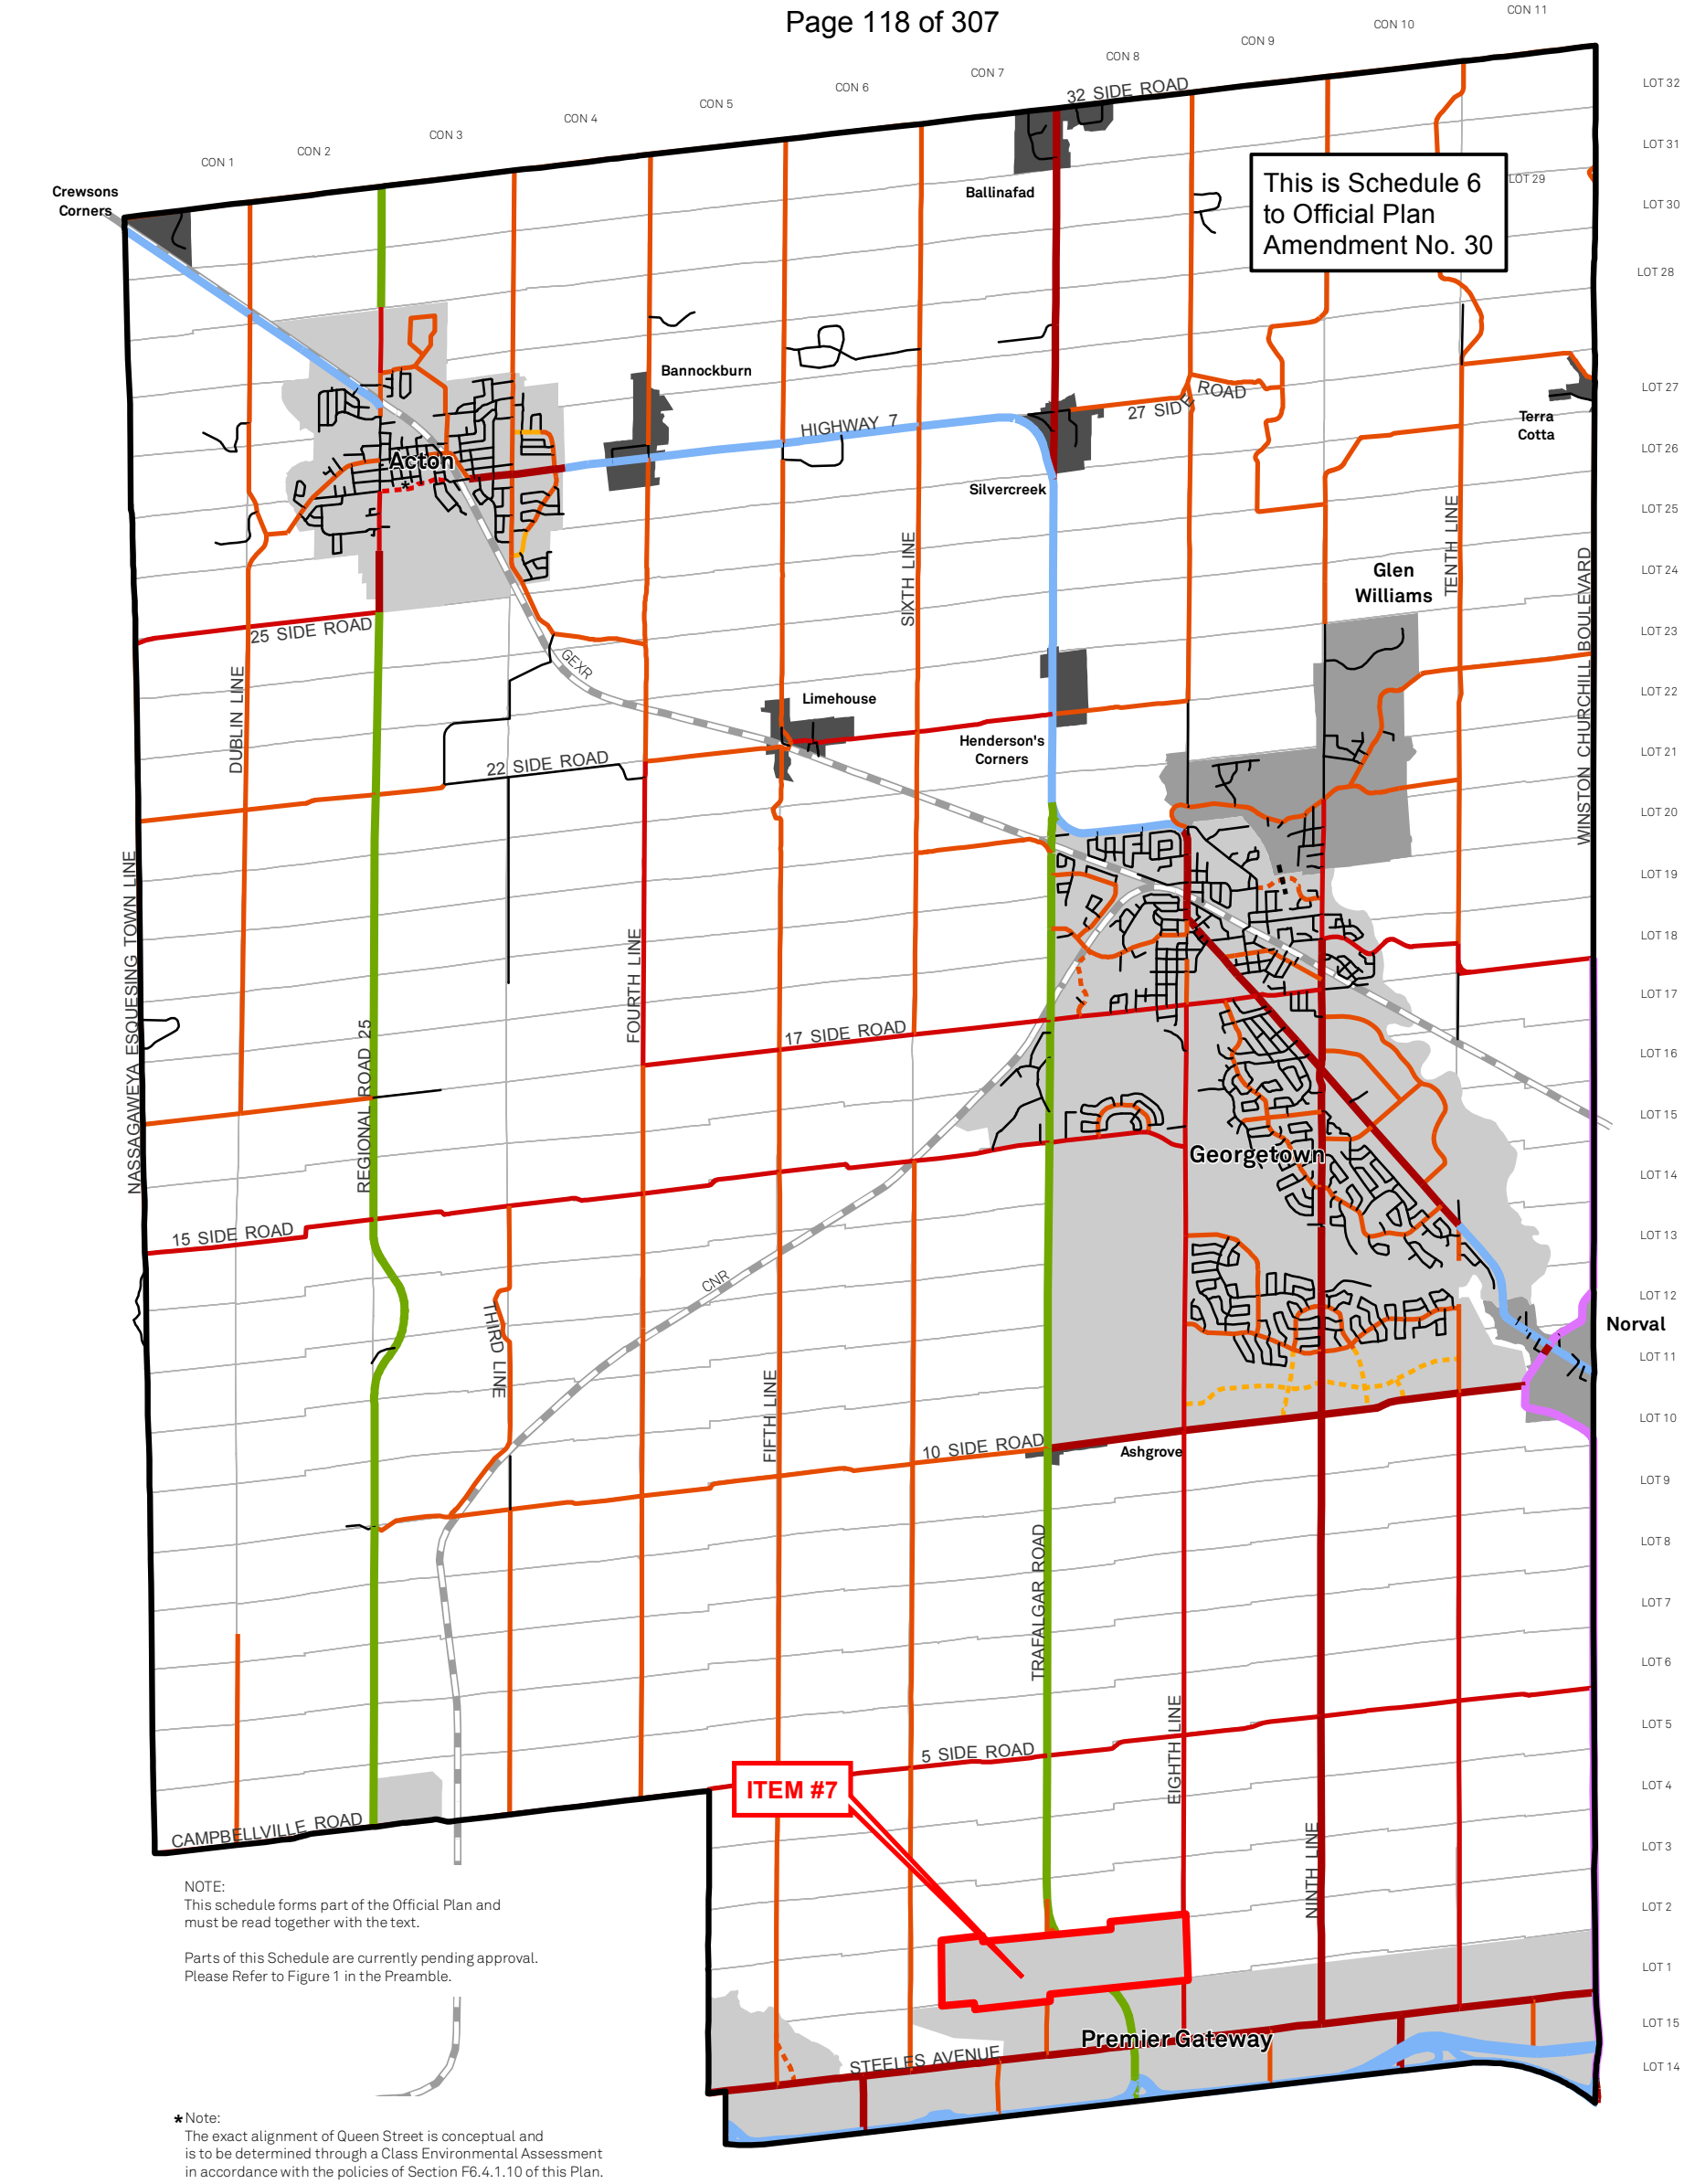 Page 118 of 307
CON 1
CON 2
CON 3
CON 4
CON 5
CON 6
CON 7
CON 8
CON 9
CON 10
CON 11
32 SIDE ROAD
LOT 32
LOT 31
LOT 30
LOT 29
LOT 28
LOT 27
LOT 26
LOT 25
LOT 24
LOT 23
LOT 22
LOT 21
LOT 20
LOT 19
LOT 18
LOT 17
LOT 16
LOT 15
LOT 14
LOT 13
LOT 12
LOT 11
LOT 10
LOT 9
LOT 8
LOT 7
LOT 6
LOT 5
LOT 4
LOT 3
LOT 2
LOT 1
LOT 15
LOT 14
This is Schedule 6
to Official Plan
Amendment No. 30
Crewsons
Corners
Ballinafad
Bannockburn
HIGHWAY 7
27 SIDE ROAD
Terra
Cotta
Acton
*
Silvercreek
SIXTH LINE
TENTH LINE
Glen
Williams
WINSTON CHURCHILL BOULEVARD
25 SIDE ROAD
GEXR
DUBLIN LINE
Limehouse
Henderson's
Corners
22 SIDE ROAD
NASSAGAWEYA ESQUESING TOWN LINE
FOURTH LINE
REGIONAL ROAD 25
17 SIDE ROAD
Georgetown
15 SIDE ROAD
CNR
THIRD LINE
Norval
FIFTH LINE
10 SIDE ROAD
Ashgrove
TRAFALGAR ROAD
EIGHTH LINE
5 SIDE ROAD
ITEM #7
NINTH LINE
CAMPBELLVILLE ROAD
Premier Gateway
STEELES AVENUE
NOTE:
This schedule forms part of the Official Plan and
must be read together with the text.
Parts of this Schedule are currently pending approval.
Please Refer to Figure 1 in the Preamble.
*Note:
The exact alignment of Queen Street is conceptual and
is to be determined through a Class Environmental Assessment
in accordance with the policies of Section F6.4.1.10 of this Plan.